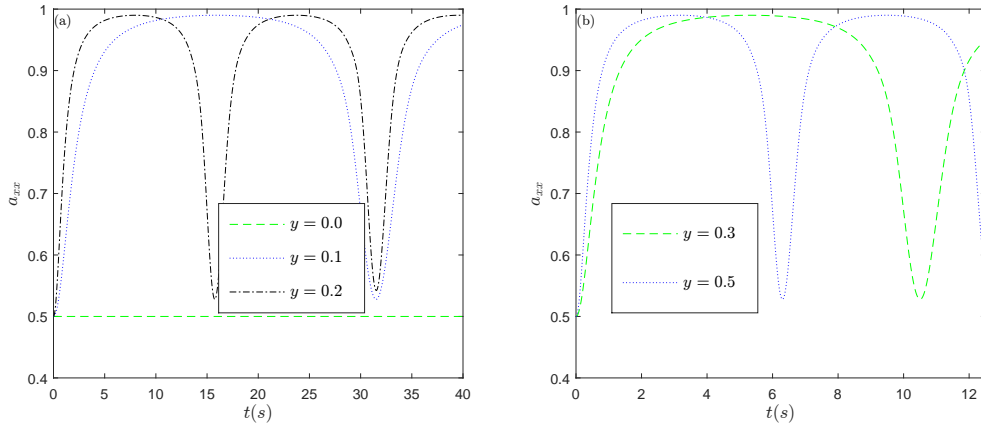 (a)
1
0.9
0.8
0.7
0.6
0.5
0.4
a_{xx}
y = 0.0
y = 0.1
y = 0.2
0 5 10 15 20 25 30 35 40
t(s)
(b)
1
0.9
0.8
0.7
0.6
0.5
0.4
a_{xx}
y = 0.3
y = 0.5
0 2 4 6 8 10 12
t(s)